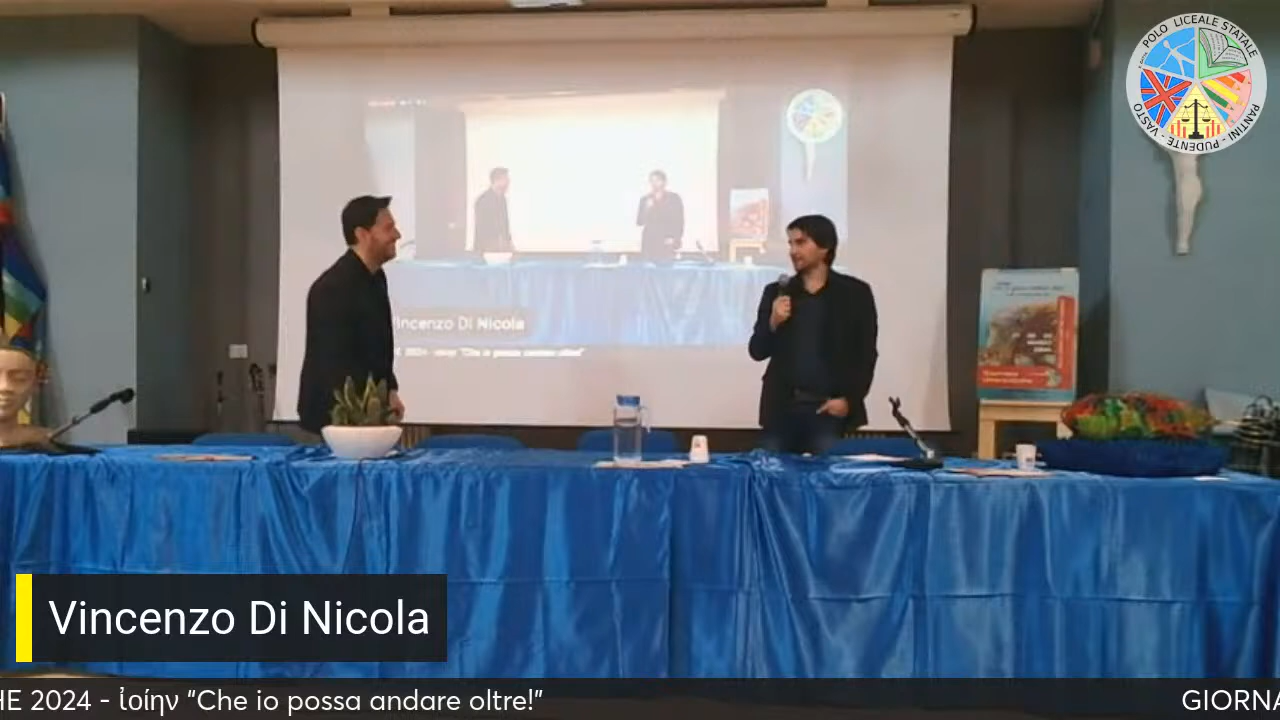 POLO LICEALE STATALE
PANTINI - PUDENTE - VASTO
Vincenzo Di Nicola
Vincenzo Di Nicola
HE 2024 - ἰοίην “Che io possa andare oltre!”
GIORNA